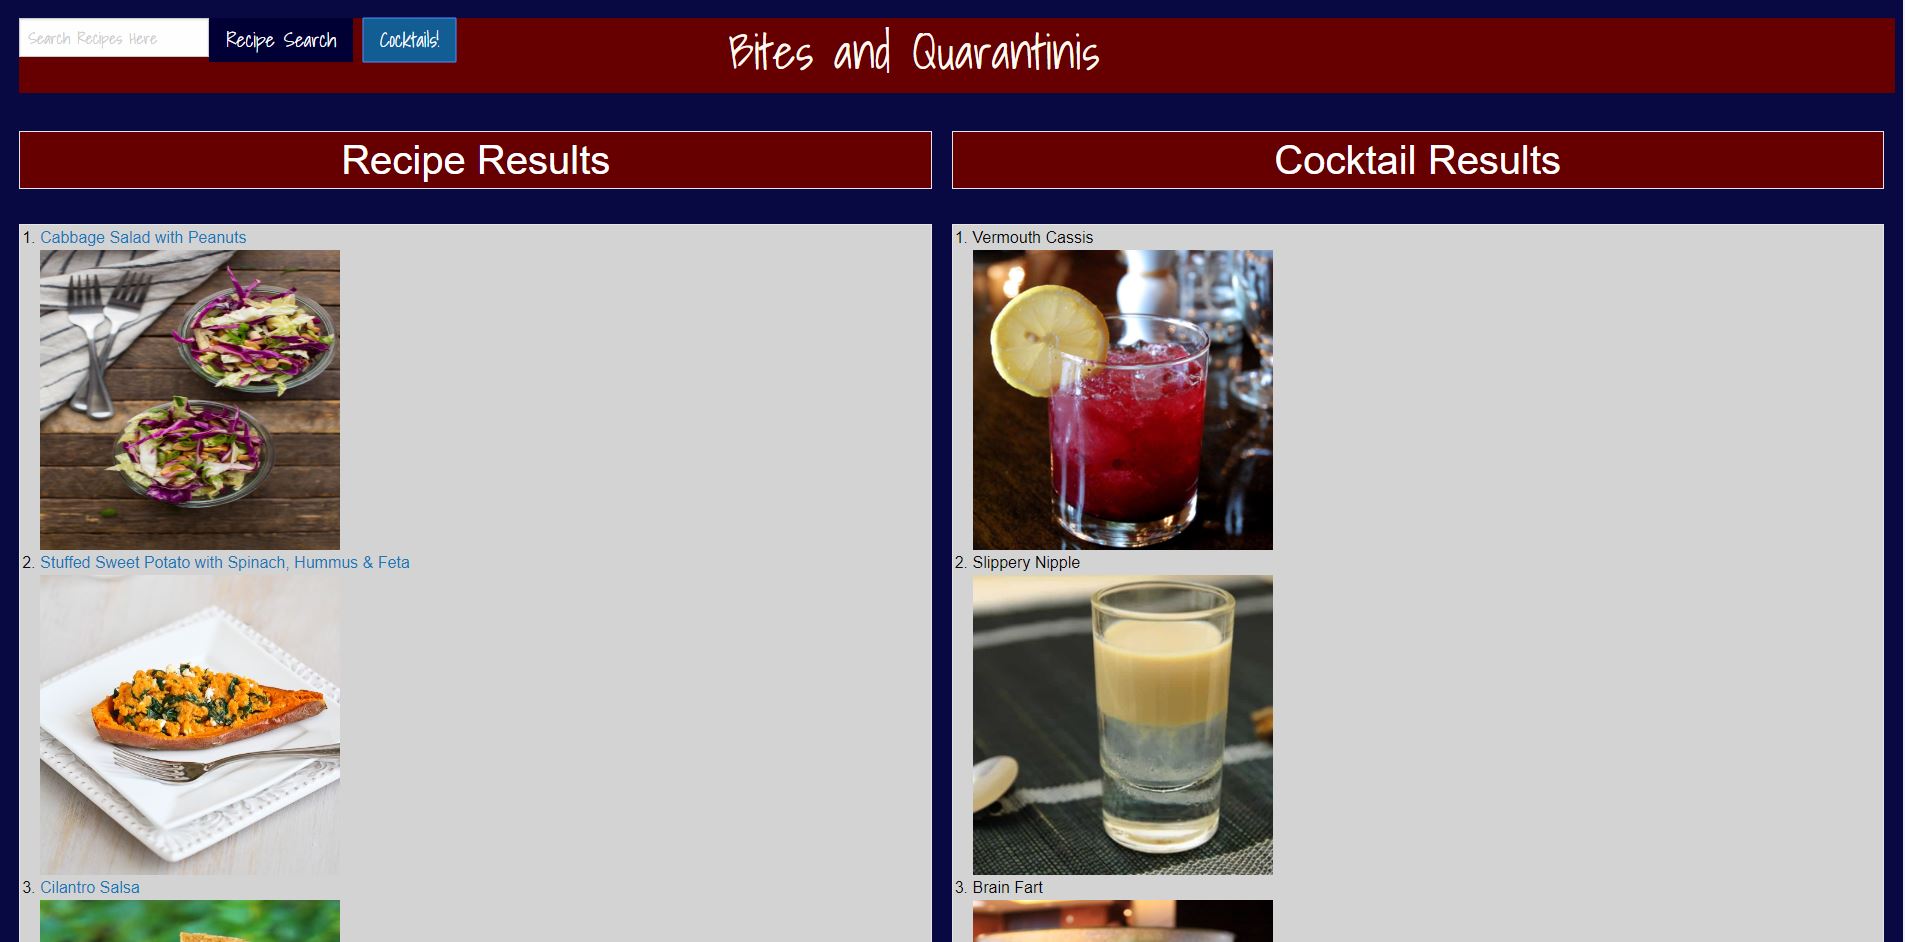 Search Recipes Here
Recipe Search
Cocktails!
Bites and Quarantinis
Recipe Results
Cocktail Results
1. Cabbage Salad with Peanuts
2. Stuffed Sweet Potato with Spinach, Hummus & Feta
3. Cilantro Salsa
1. Vermouth Cassis
2. Slippery Nipple
3. Brain Fart